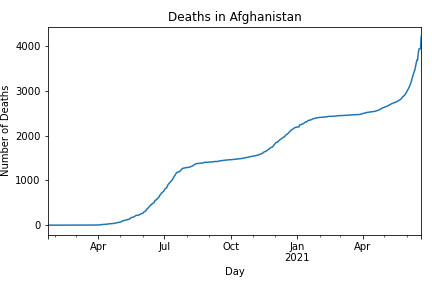 Deaths in Afghanistan
Number of Deaths
4000
3000
2000
1000
0
Apr
Jul
Oct
Jan
2021
Apr
Day